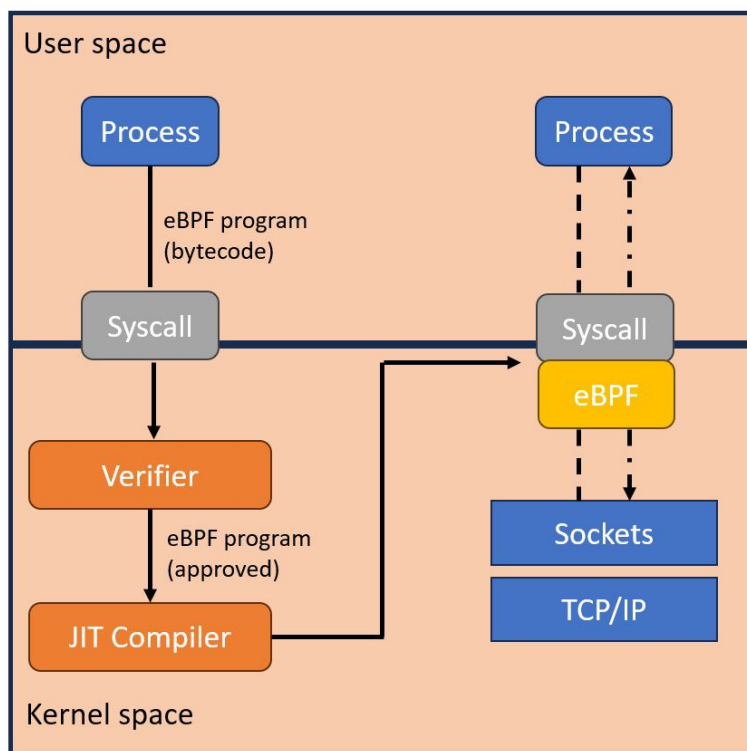 User space
Process
Process
eBPF program
(bytecode)
Syscall
Syscall
eBPF
Verifier
eBPF program
(approved)
Sockets
TCP/IP
JIT Compiler
Kernel space